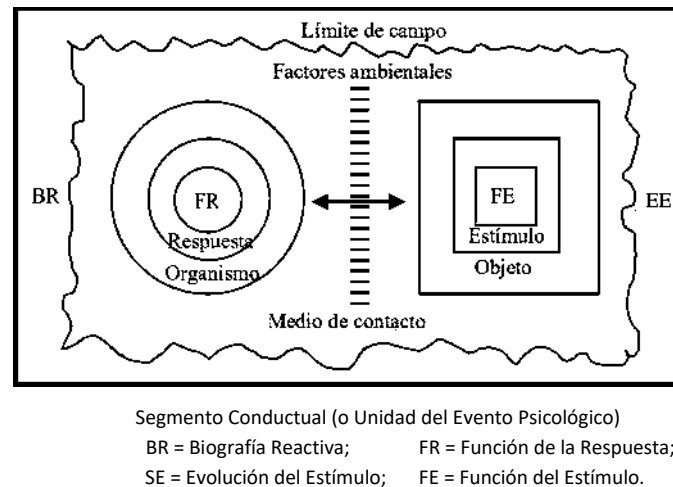 Límite de campo
Factores ambientales
BR
FR
FE
EE
Respuesta
Estímulo
Organismo
Objeto
Medio de contacto
Segmento Conductual (o Unidad del Evento Psicológico)
BR = Biografía Reactiva; FR = Función de la Respuesta;
SE = Evolución del Estímulo; FE = Función del Estímulo.